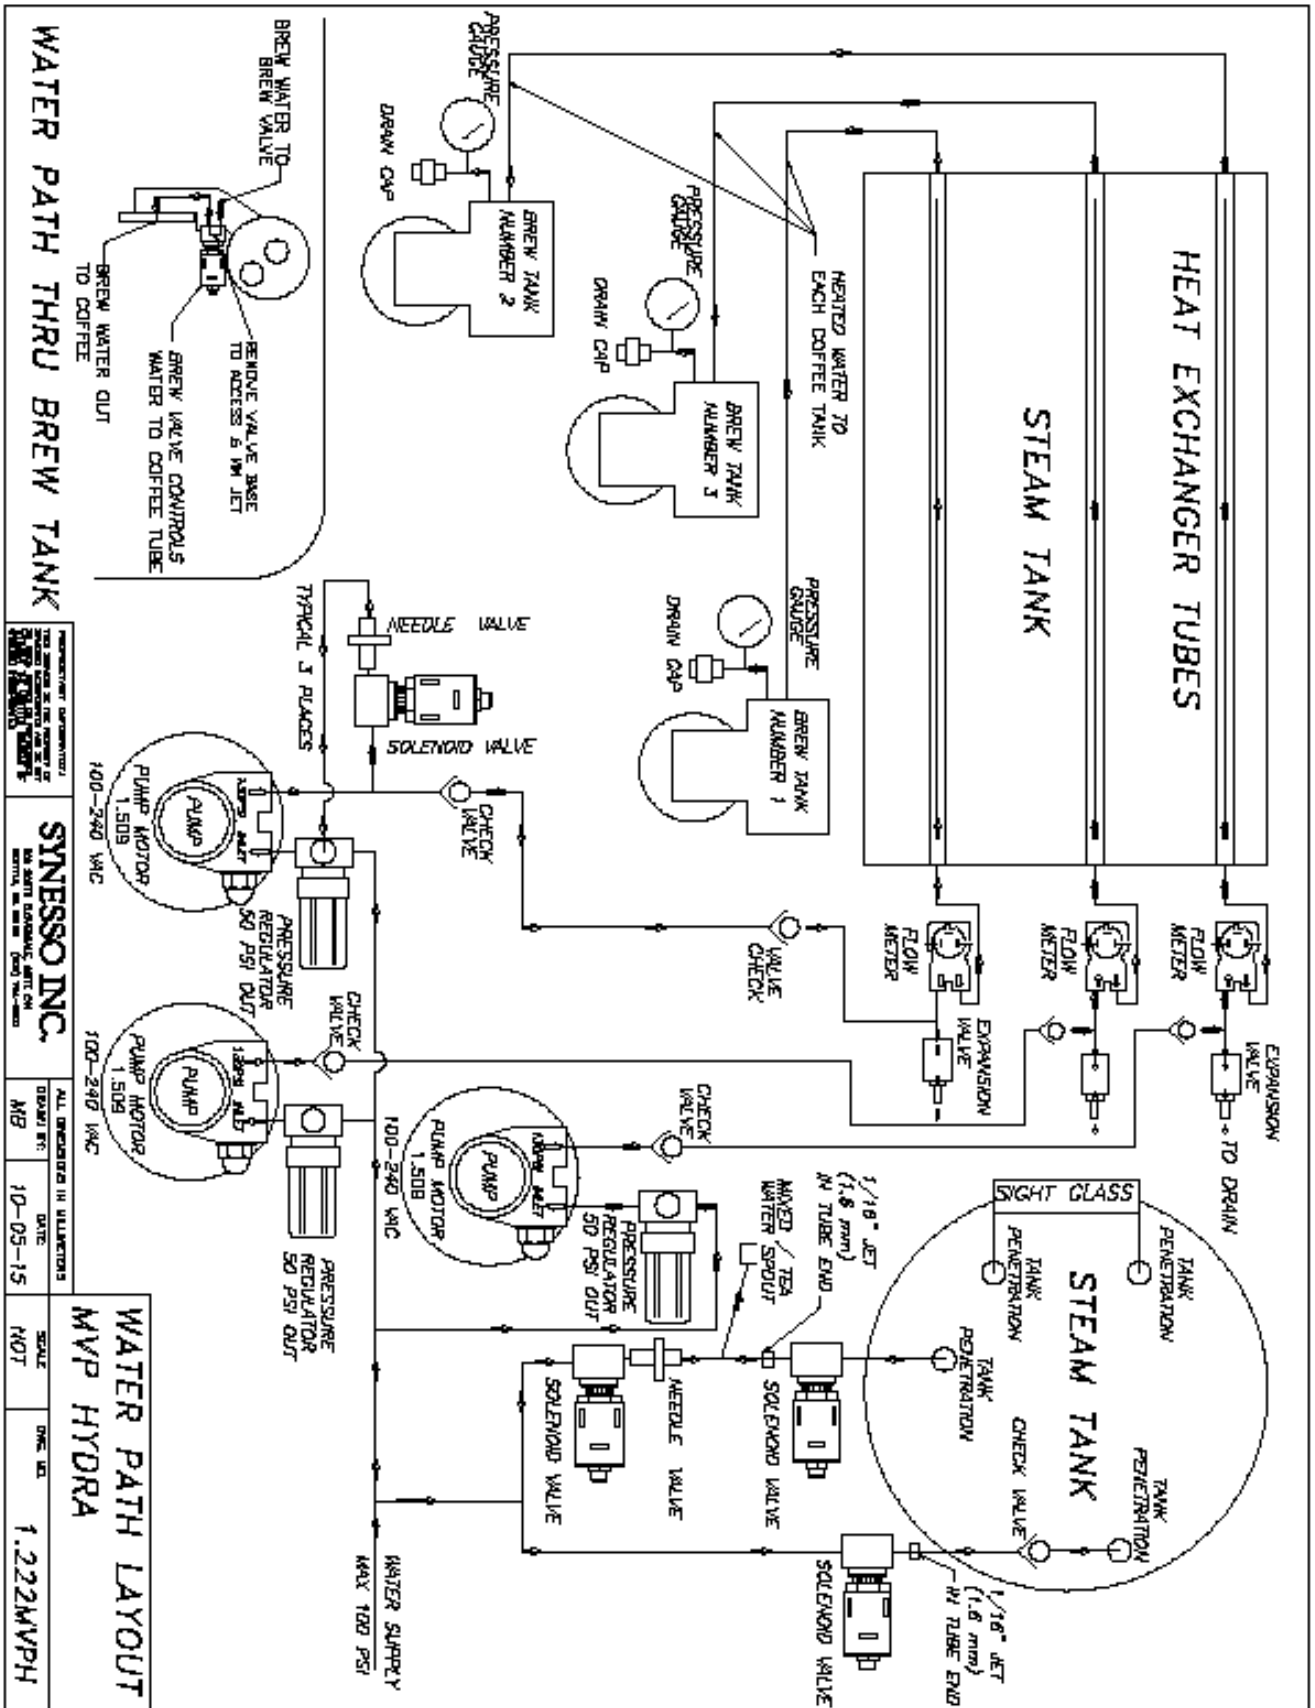 HEAT EXCHANGER TUBES
STEAM TANK
HEATED WATER TO
EACH COFFEE TANK
PRESSURE
GAUGE
DRAIN CAP
BREW TANK
NUMBER 2
PRESSURE
GAUGE
DRAIN CAP
BREW TANK
NUMBER 3
PRESSURE
GAUGE
DRAIN CAP
BREW TANK
NUMBER 1
FLOW
METER
FLOW
METER
FLOW
METER
EXPANSION
VALVE
EXPANSION
VALVE
TO DRAIN
VALVE
CHECK
CHECK
VALVE
CHECK
VALVE
CHECK
VALVE
NEEDLE VALVE
SOLENOID VALVE
TYPICAL 3 PLACES
PUMP
INLET
PUMP MOTOR
1.509
100-240 VAC
PRESSURE
REGULATOR
50 PSI OUT
PUMP
INLET
PUMP MOTOR
1.509
100-240 VAC
PRESSURE
REGULATOR
50 PSI OUT
PUMP
INLET
PUMP MOTOR
1.509
100-240 VAC
PRESSURE
REGULATOR
50 PSI OUT
SIGHT GLASS
TANK
PENETRATION
TANK
PENETRATION
STEAM TANK
TANK
PENETRATION
TANK
PENETRATION
CHECK VALVE
1/16" JET
(1.6 mm)
IN TUBE END
MIXED / TEA
WATER SPOUT
SOLENOID VALVE
NEEDLE VALVE
SOLENOID VALVE
1/16" JET
(1.6 mm)
IN TUBE END
SOLENOID VALVE
WATER SUPPLY
MAX 100 PSI
BREW WATER TO
BREW VALVE
REMOVE VALVE BASE
TO ACCESS 6 MM JET
BREW VALVE CONTROLS
WATER TO COFFEE TUBE
BREW WATER OUT
TO COFFEE
WATER PATH THRU BREW TANK
SYNESSO INC.
ALL DIMENSIONS IN MILLIMETERS
DRAWN BY:
MB
DATE:
10-05-15
SCALE
NOT
DWG NO.
1.222MVPH
WATER PATH LAYOUT
MVP HYDRA